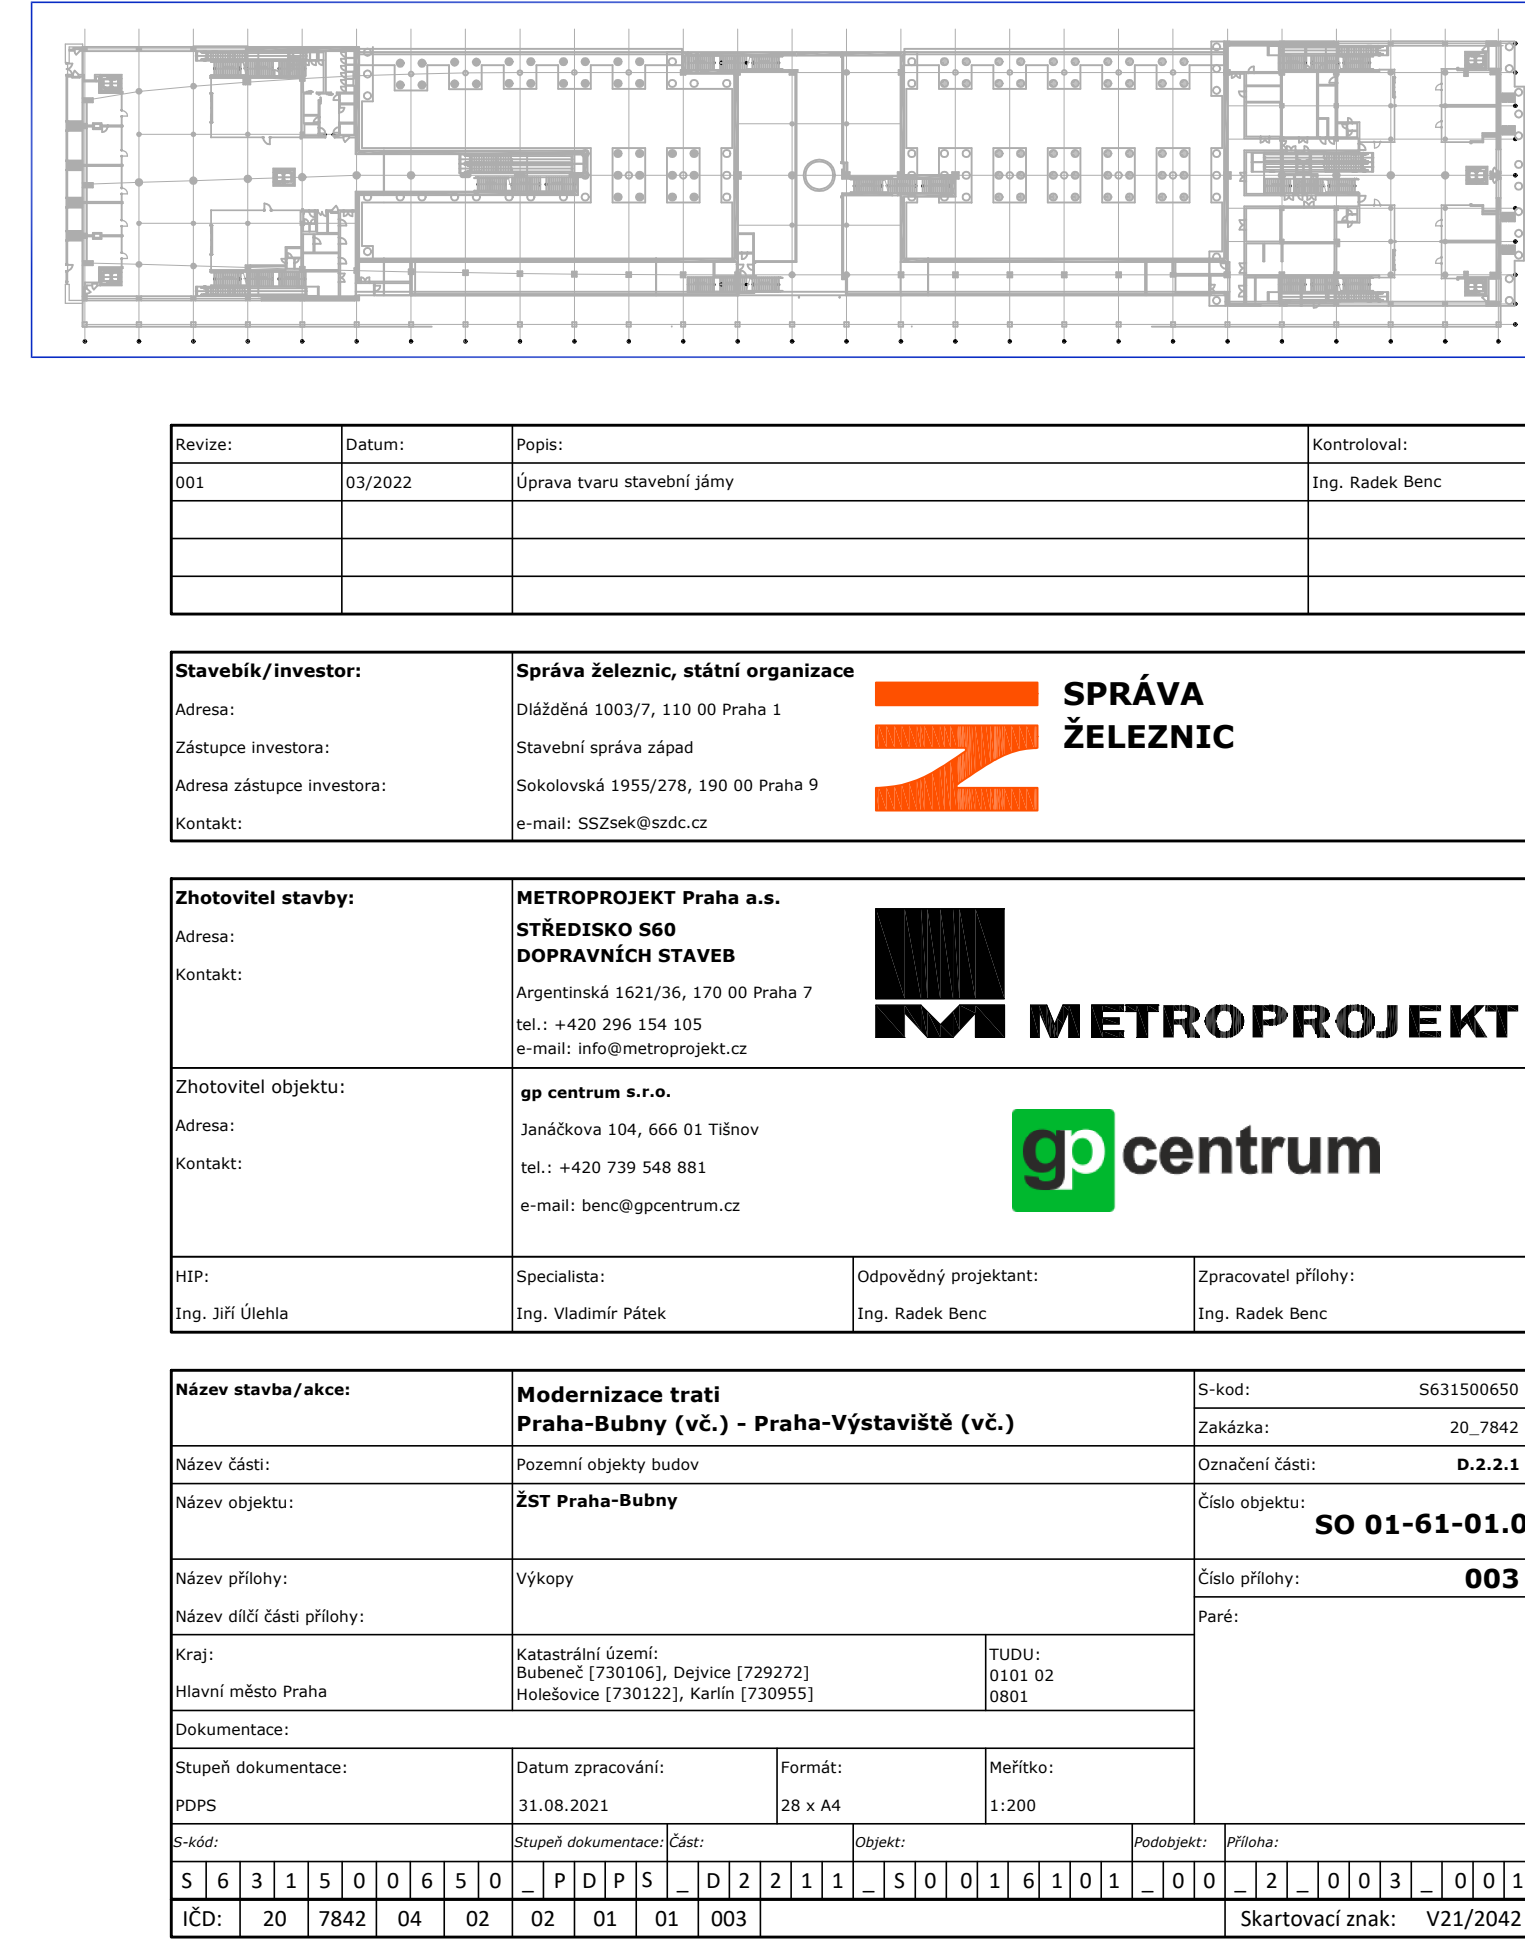 Revize: Datum: Popis: Kontroloval:
001 03/2022 Úprava tvaru stavební jámy Ing. Radek Benc
Stavebík/investor: Správa železnic, státní organizace
Adresa: Dlážděná 1003/7, 110 00 Praha 1
Zástupce investora: Stavební správa západ
Adresa zástupce investora: Sokolovská 1955/278, 190 00 Praha 9
Kontakt: e-mail: SSZsek@szdc.cz
SPRÁVA
ŽELEZNIC
Zhotovitel stavby: METROPROJEKT Praha a.s.
STŘEDISKO S60
Adresa:
DOPRAVNÍCH STAVEB
Kontakt:
Argentinská 1621/36, 170 00 Praha 7
tel.: +420 296 154 105
e-mail: info@metroprojekt.cz
METROPROJEKT
Zhotovitel objektu: gp centrum s.r.o.
Adresa: Janáčkova 104, 666 01 Tišnov
Kontakt: tel.: +420 739 548 881
e-mail: benc@gpcentrum.cz
gp centrum
HIP: Specialista: Odpovědný projektant: Zpracovatel přílohy:
Ing. Jiří Úlehla Ing. Vladimír Pátek Ing. Radek Benc Ing. Radek Benc
Název stavba/akce: Modernizace trati S-kod: S631500650
Praha-Bubny (vč.) - Praha-Výstaviště (vč.) Zakázka: 20_7842
Název části: Pozemní objekty budov Označení části: D.2.2.1
Název objektu: ŽST Praha-Bubny Číslo objektu:
SO 01-61-01.0
Název přílohy: Výkopy Číslo přílohy: 003
Název dílčí části přílohy: Paré:
Kraj: Katastrální území: TUDU:
Bubeneč [730106], Dejvice [729272] 0101 02
Hlavní město Praha Holešovice [730122], Karlín [730955] 0801
Dokumentace:
Stupeň dokumentace: Datum zpracování: Formát: Meřítko:
PDPS 31.08.2021 28 x A4 1:200
S-kód: Stupeň dokumentace: Část: Objekt: Podobjekt: Příloha:
S 6 3 1 5 0 0 6 5 0 _ P D P S _ D 2 2 1 1 _ S 0 0 1 6 1 0 1 _ 0 0 _ 2 _ 0 0 3 _ 0 0 1
IČD: 20 7842 04 02 02 01 01 003 Skartovací znak: V21/2042